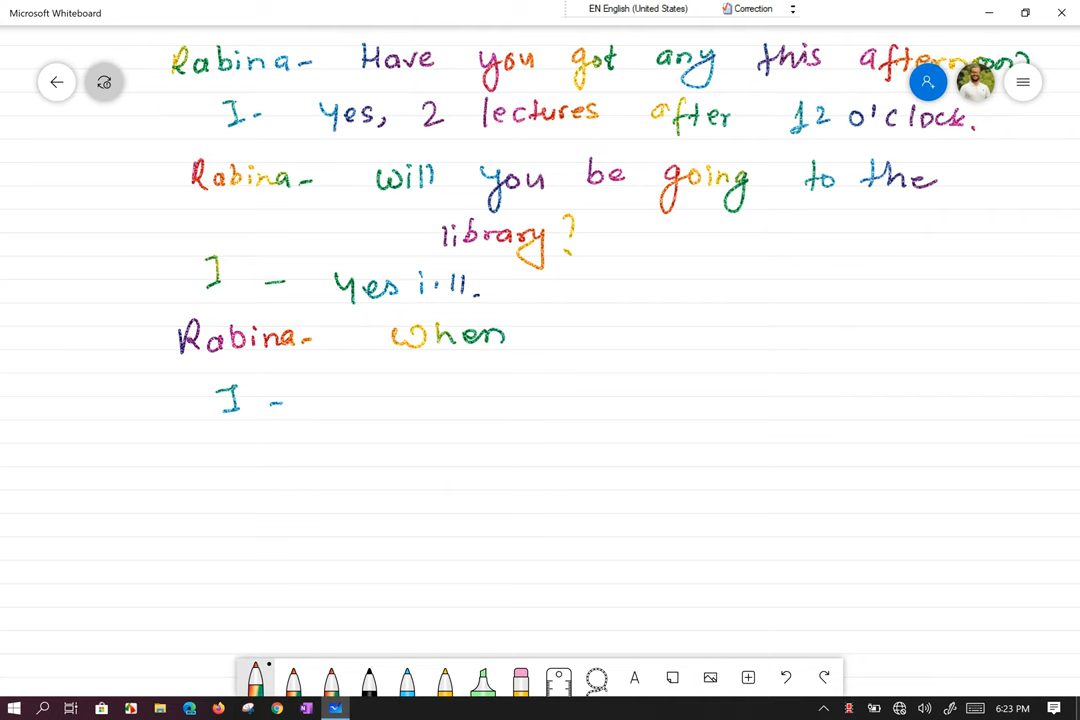 Microsoft Whiteboard
EN English (United States) Correction
Rabina- Have you got any this afternoon?
I- Yes, 2 lectures after 12 o'clock.
Rabina- will you be going to the
library?
I - Yes i'll.
Rabina- when
I -
A
6:23 PM